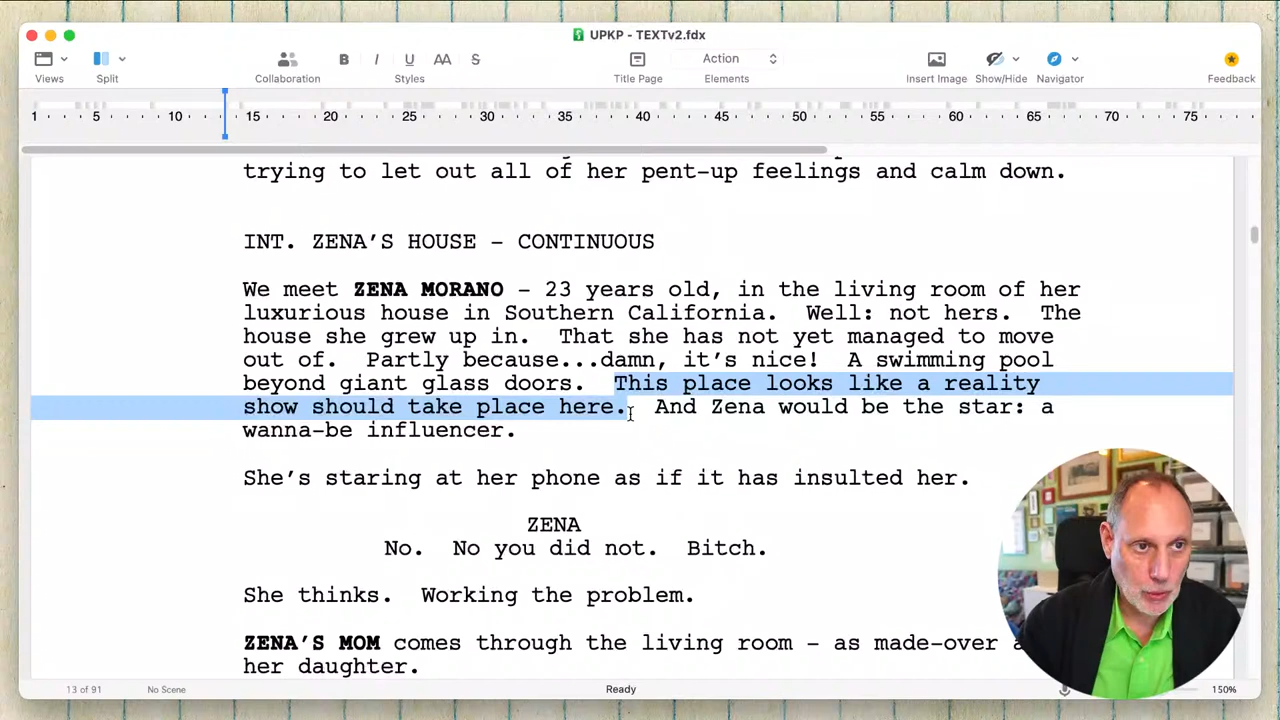 UPKP - TEXTv2.fdx
B I U AA S Action
Views Split Collaboration Styles Title Page Elements Insert Image Show/Hide Navigator Feedback
1 5 10 15 20 25 30 35 40 45 50 55 60 65 70 75
trying to let out all of her pent-up feelings and calm down.
INT. ZENA’S HOUSE – CONTINUOUS
We meet ZENA MORANO – 23 years old, in the living room of her
luxurious house in Southern California. Well: not hers. The
house she grew up in. That she has not yet managed to move
out of. Partly because...damn, it’s nice! A swimming pool
beyond giant glass doors. This place looks like a reality
show should take place here. And Zena would be the star: a
wanna-be influencer.
She’s staring at her phone as if it has insulted her.
ZENA
No. No you did not. Bitch.
She thinks. Working the problem.
ZENA’S MOM comes through the living room – as made-over
her daughter.
13 of 91 No Scene Ready 150%